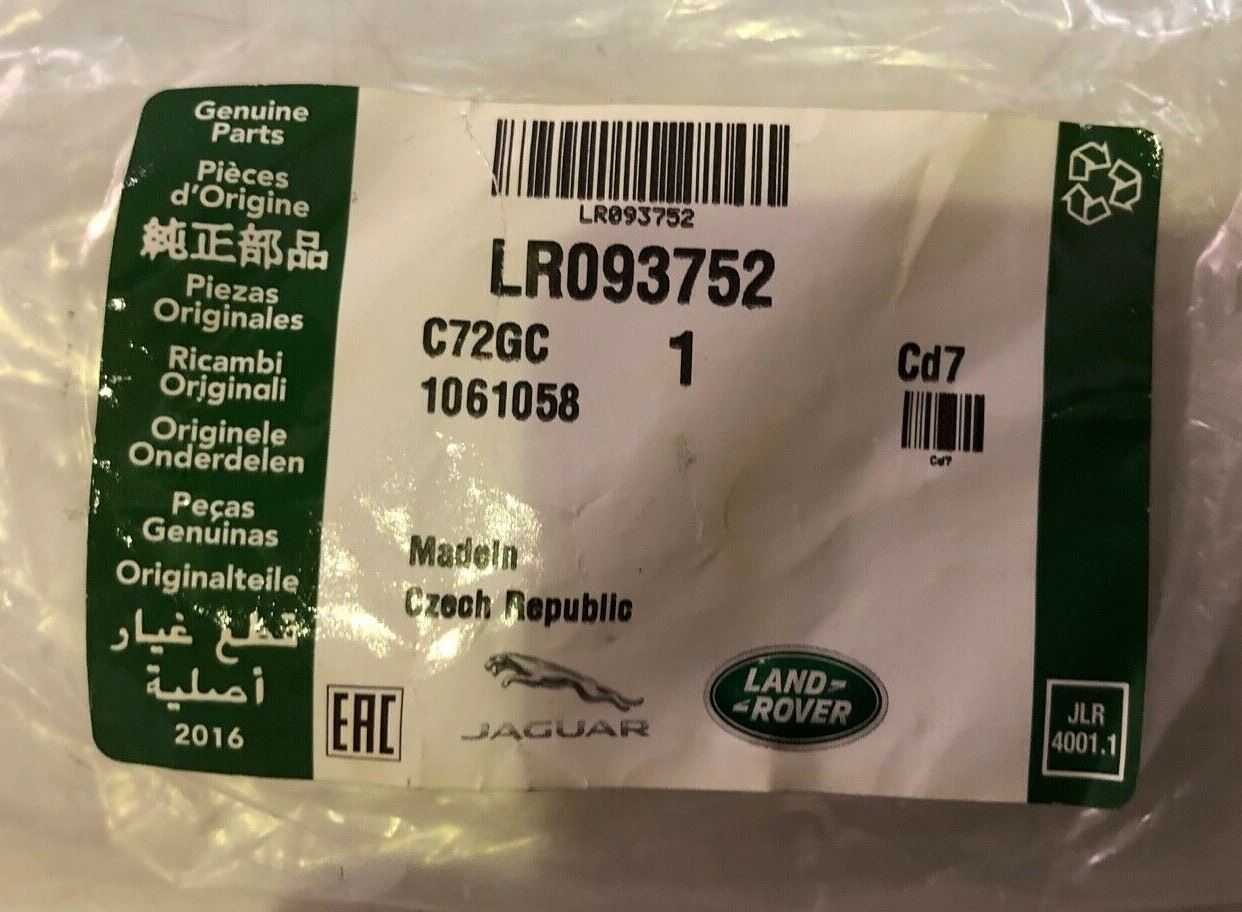 Genuine
Parts
Pièces
d'Origine
純正部品
Piezas
Originales
Ricambi
Originali
Originele
Onderdelen
Peças
Genuinas
Originalteile
قطع غيار
أصلية
2016
LR093752
LR093752
C72GC
1
1061058
Cd7
Cd7
MadeIn
Czech Republic
EAC
JAGUAR
LAND-
-ROVER
JLR
4001.1